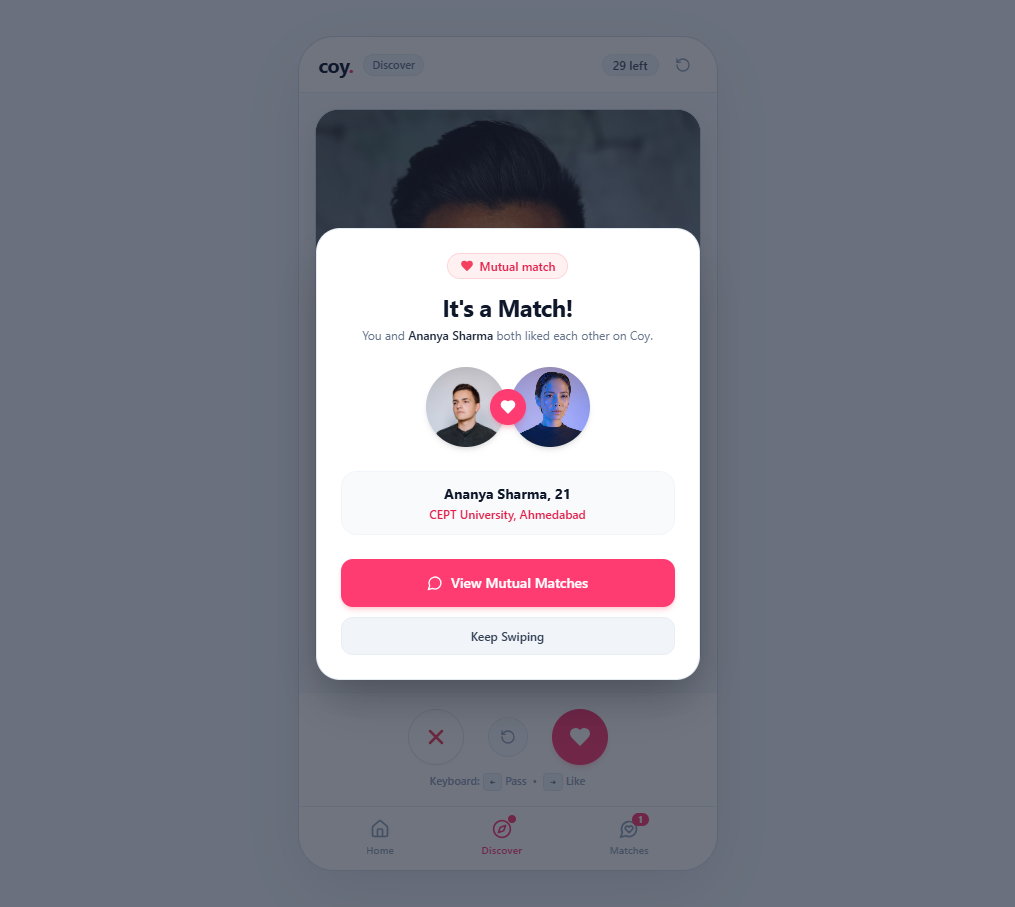 coy.
Discover
29 left
Mutual match
It's a Match!
You and Ananya Sharma both liked each other on Coy.
Ananya Sharma, 21
CEPT University, Ahmedabad
View Mutual Matches
Keep Swiping
Keyboard: ← Pass • → Like
1
Home
Discover
Matches